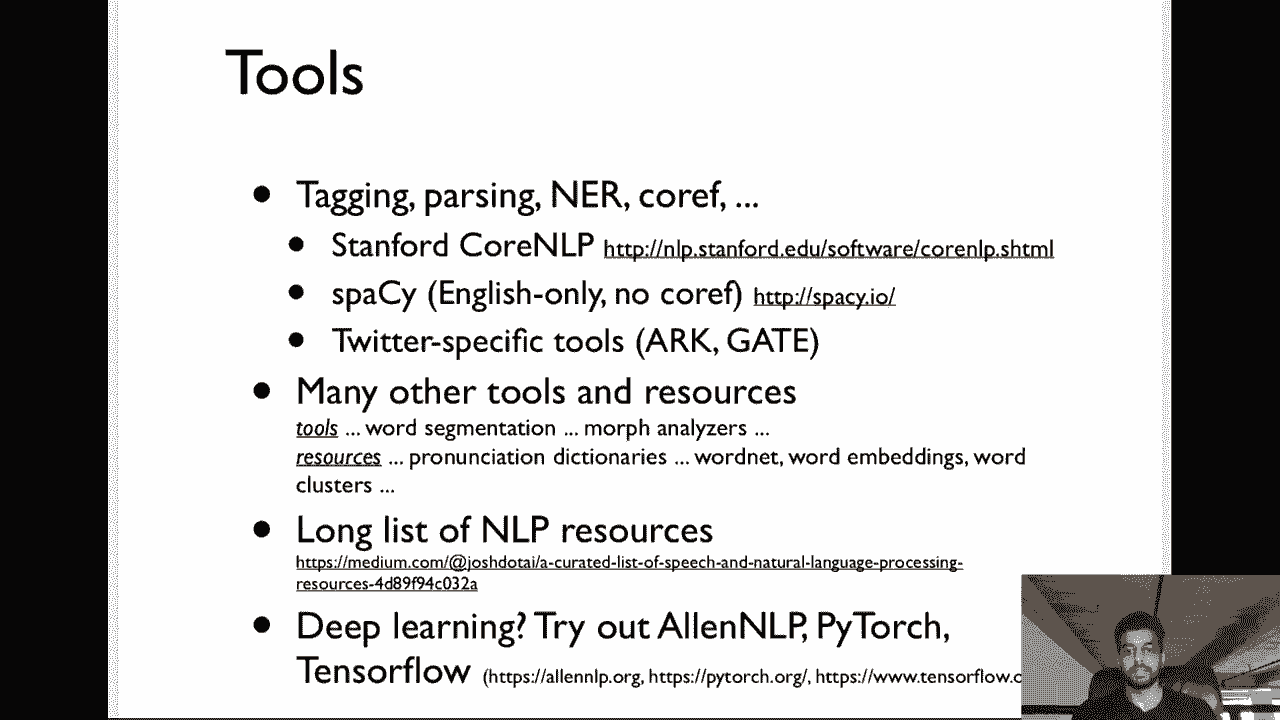 Tools
• Tagging, parsing, NER, coref, ...
• Stanford CoreNLP http://nlp.stanford.edu/software/corenlp.shtml
• spaCy (English-only, no coref) http://spacy.io/
• Twitter-specific tools (ARK, GATE)
• Many other tools and resources
tools ... word segmentation ... morph analyzers ...
resources ... pronunciation dictionaries ... wordnet, word embeddings, word
clusters ...
• Long list of NLP resources
https://medium.com/@joshdotai/a-curated-list-of-speech-and-natural-language-processing-
resources-4d89f94c032a
• Deep learning? Try out AllenNLP, PyTorch,
Tensorflow (https://allennlp.org, https://pytorch.org/, https://www.tensorflow.o